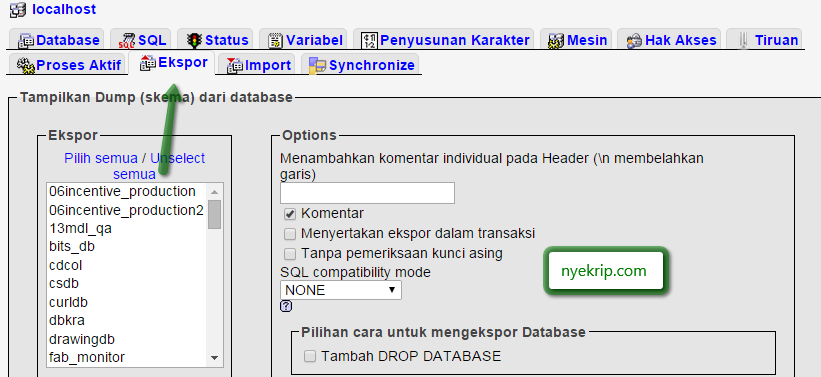 localhost
Database SQL Status Variabel Penyusunan Karakter Mesin Hak Akses Tiruan
Proses Aktif Ekspor Import Synchronize
Tampilkan Dump (skema) dari database
Ekspor
Pilih semua / Unselect
semua
06incentive_production
06incentive_production2
13mdl_qa
bits_db
cdcol
csdb
curldb
dbkra
drawingdb
fab_monitor
Options
Menambahkan komentar individual pada Header (\n membelahkan
garis)
Komentar
Menyertakan ekspor dalam transaksi
Tanpa pemeriksaan kunci asing
SQL compatibility mode
NONE
?
nyekrip.com
Pilihan cara untuk mengekspor Database
Tambah DROP DATABASE